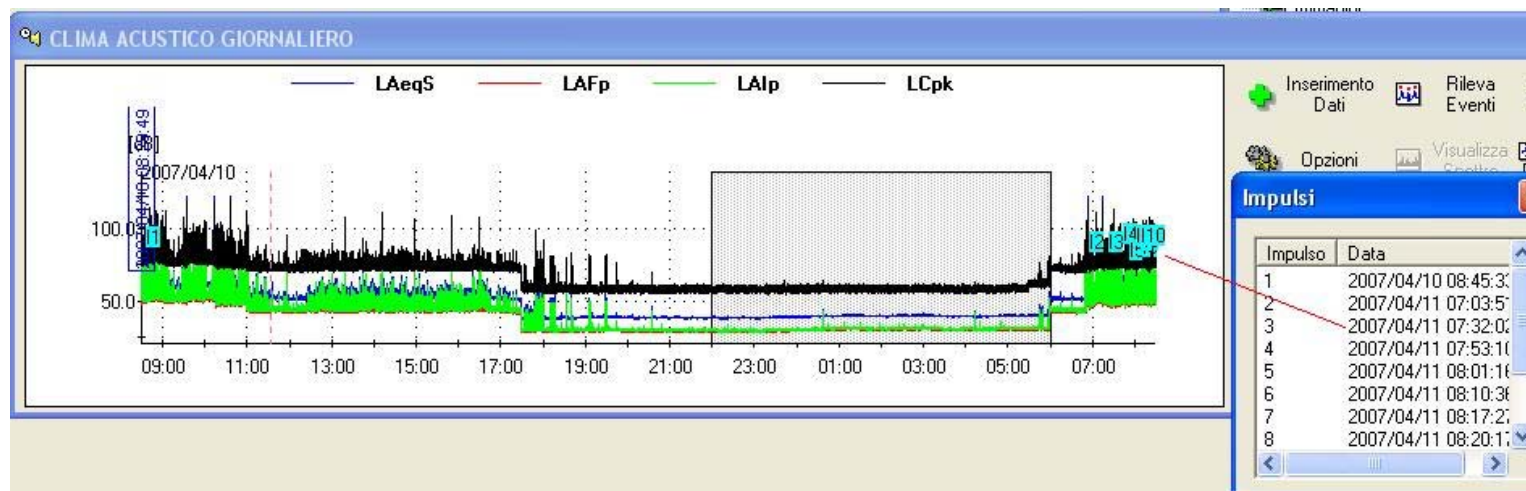 CLIMA ACUSTICO GIORNALIERO
LAeqS LAFp LAIp LCpk
[dB]
2007/04/10
100.0
50.0
I1
I2 I3
09:00 11:00 13:00 15:00 17:00 19:00 21:00 23:00 01:00 03:00 05:00 07:00
Inserimento Dati
Rileva Eventi
Opzioni
Visualizza
Impulsi
Impulso Data
1 2007/04/10 08:45:3
2 2007/04/11 07:03:5
3 2007/04/11 07:32:0
4 2007/04/11 07:53:1
5 2007/04/11 08:01:1
6 2007/04/11 08:10:3
7 2007/04/11 08:17:2
8 2007/04/11 08:20:1